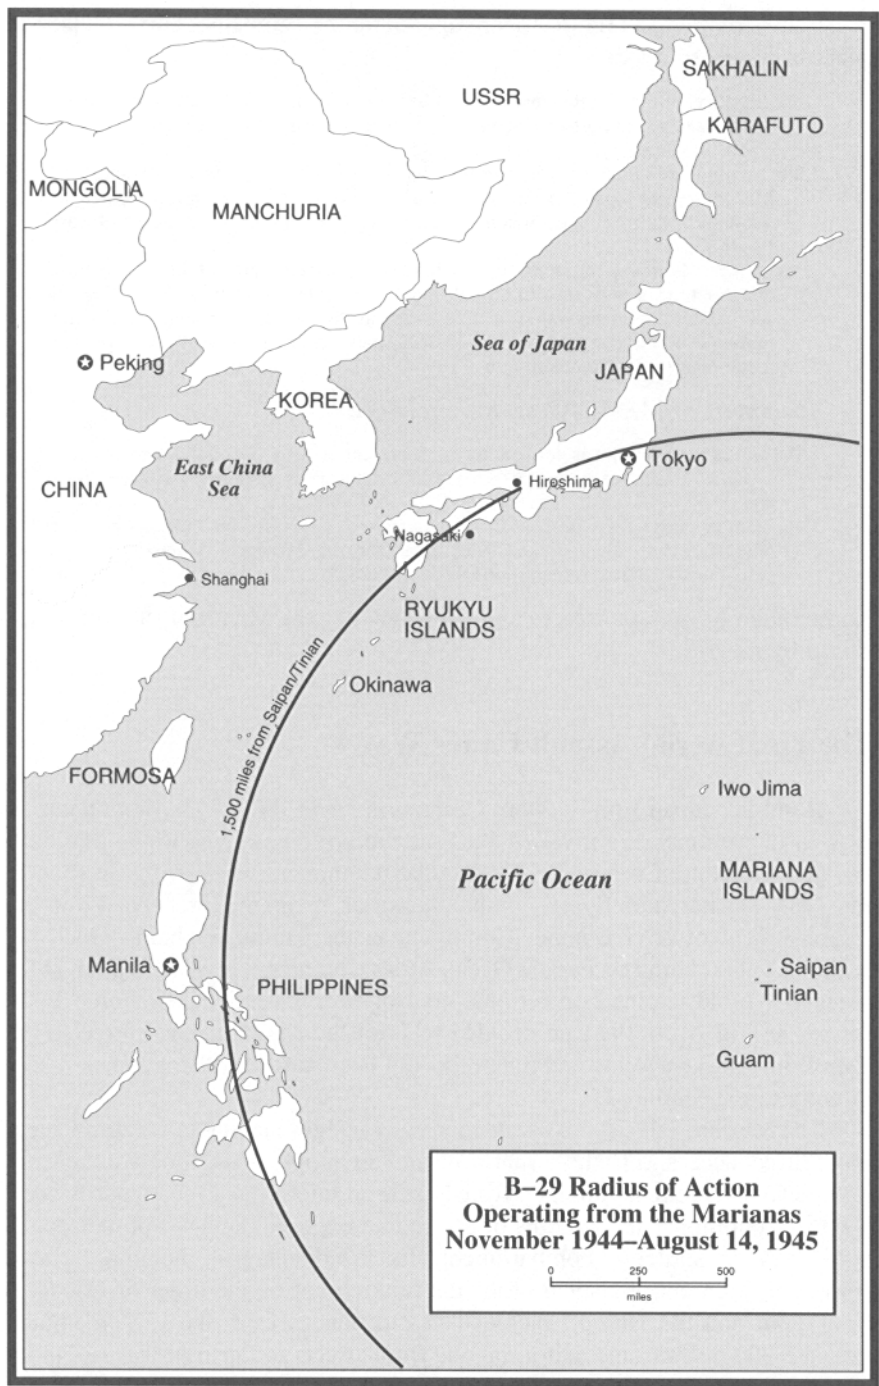 USSR
SAKHALIN
KARAFUTO
MONGOLIA
MANCHURIA
Sea of Japan
Peking
JAPAN
KOREA
East China
Sea
Tokyo
CHINA
Hiroshima
Nagasaki
Shanghai
RYUKYU
ISLANDS
1,500 miles from Saipan/Tinian
Okinawa
FORMOSA
Iwo Jima
Pacific Ocean
MARIANA
ISLANDS
Manila
Saipan
PHILIPPINES
Tinian
Guam
B–29 Radius of Action
Operating from the Marianas
November 1944–August 14, 1945
0 250 500
miles